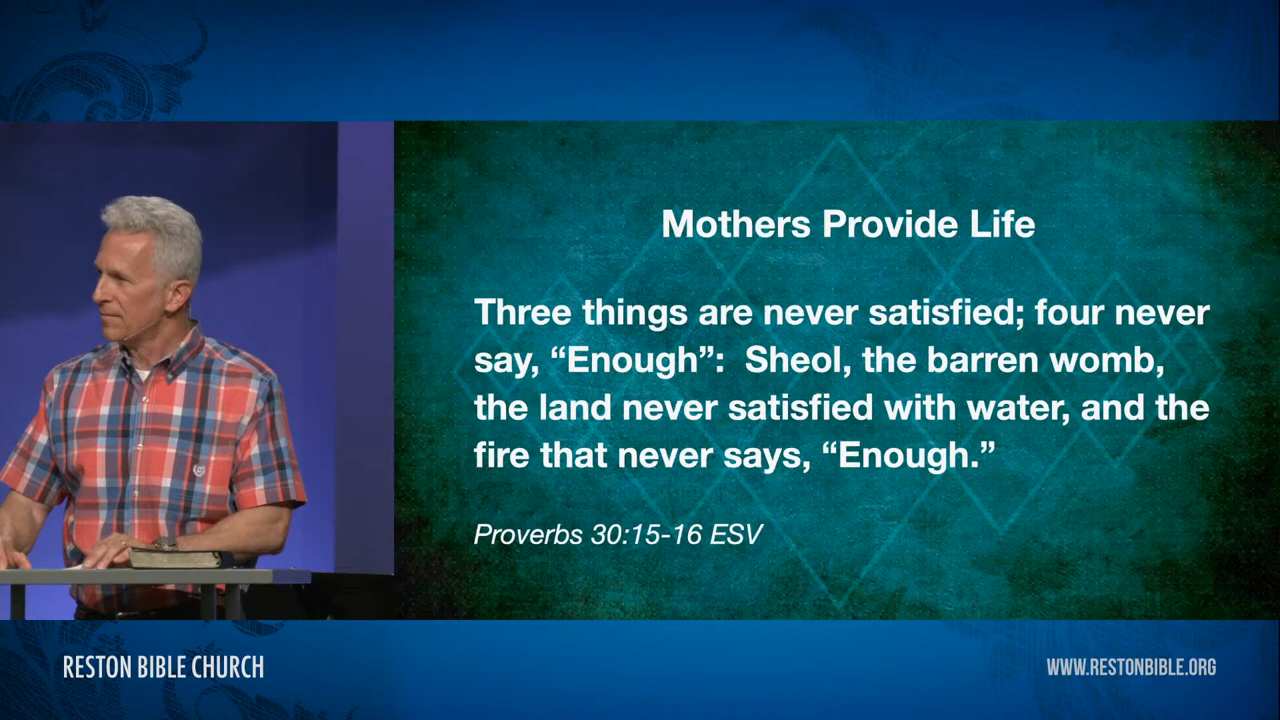 Mothers Provide Life
Three things are never satisfied; four never
say, “Enough”:  Sheol, the barren womb,
the land never satisfied with water, and the
fire that never says, “Enough.”
Proverbs 30:15-16 ESV
RESTON BIBLE CHURCH
WWW.RESTONBIBLE.ORG